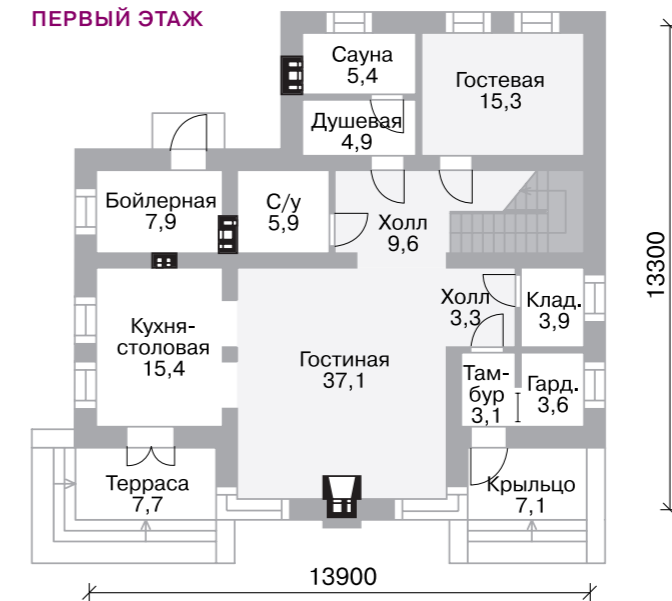 ПЕРВЫЙ ЭТАЖ
Сауна
5,4
Гостевая
15,3
Душевая
4,9
Бойлерная
7,9
С/у
5,9
Холл
9,6
13300
Холл
3,3
Клад.
3,9
Кухня-
столовая
15,4
Гостиная
37,1
Там-
бур
3,1
Гард.
3,6
Терраса
7,7
Крыльцо
7,1
13900